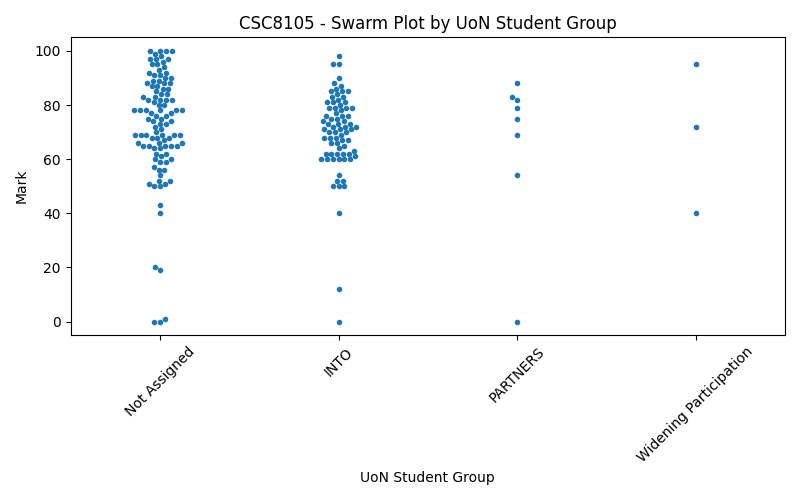 CSC8105 - Swarm Plot by UoN Student Group
Mark
100
80
60
40
20
0
Not Assigned
INTO
PARTNERS
Widening Participation
UoN Student Group